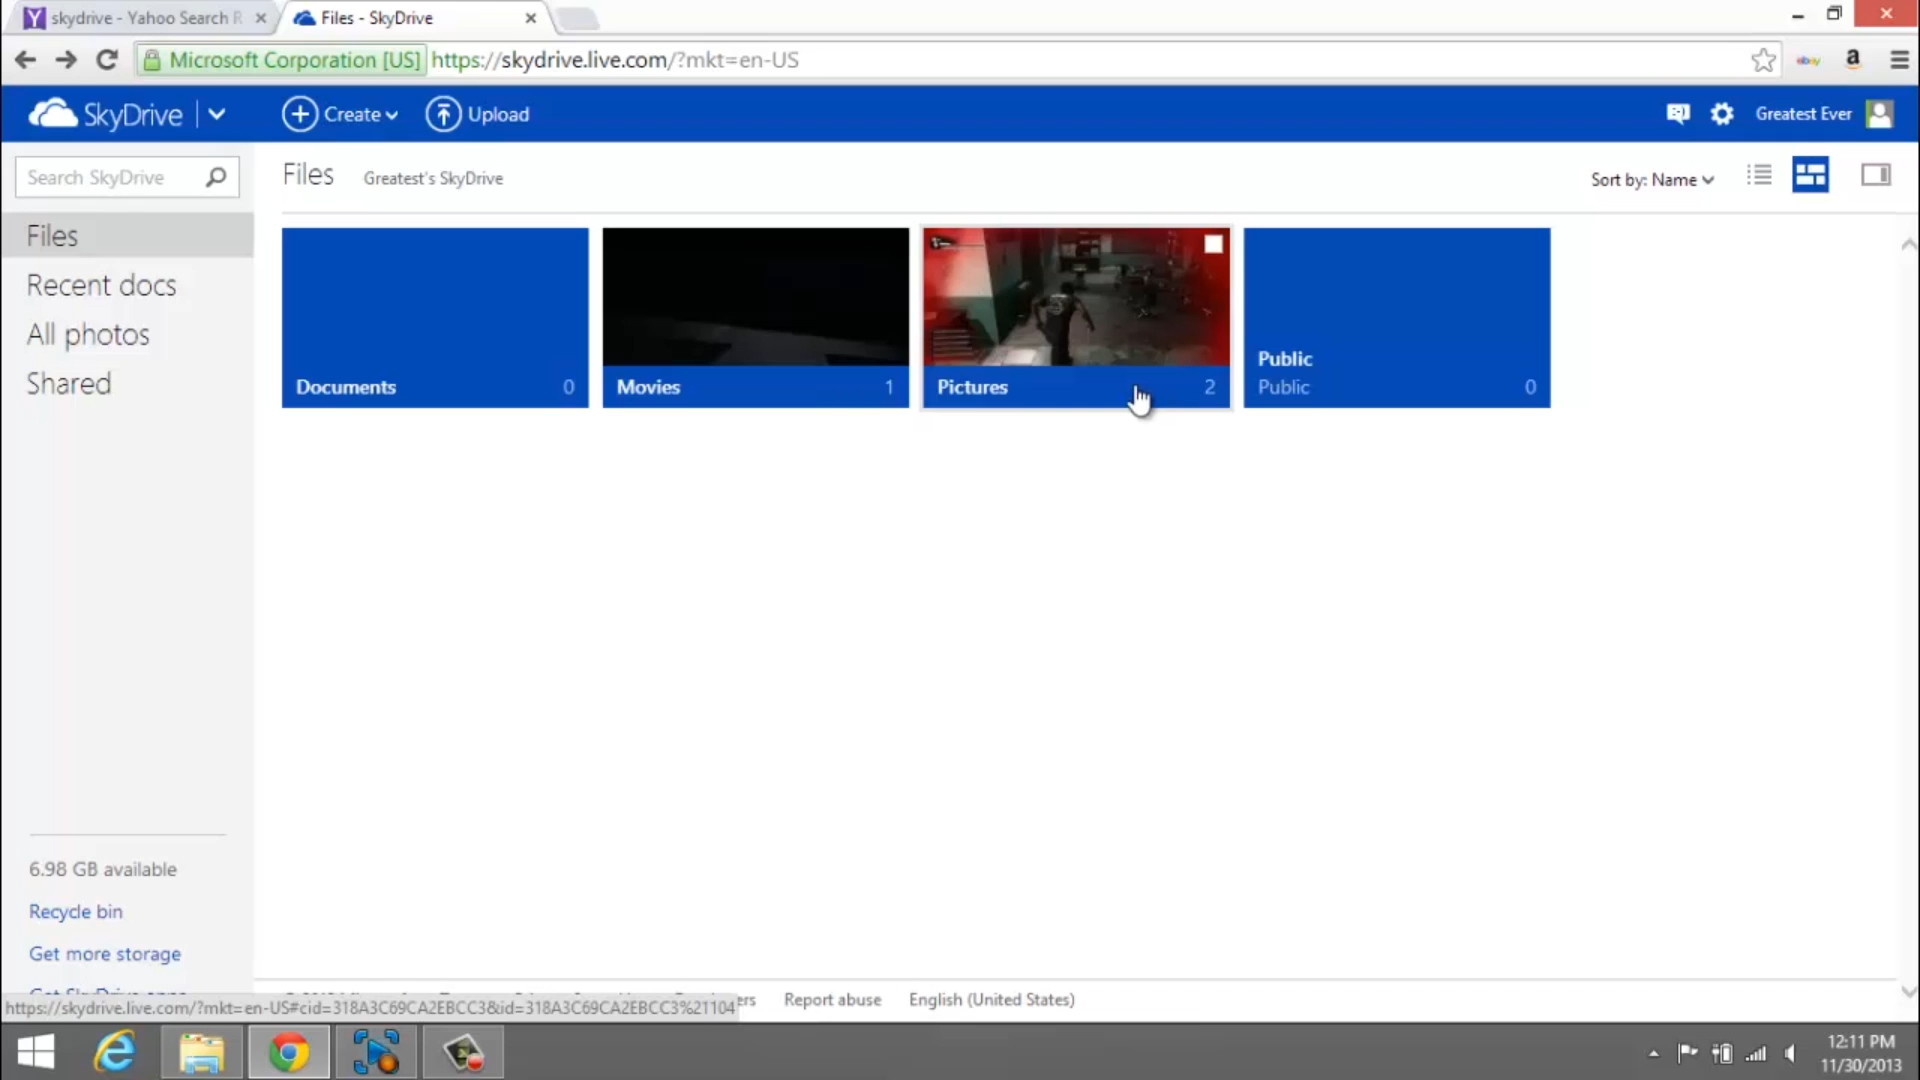 skydrive - Yahoo Search R
Files - SkyDrive
Microsoft Corporation [US] https://skydrive.live.com/?mkt=en-US
SkyDrive
Create
Upload
Greatest Ever
Search SkyDrive
Files
Greatest's SkyDrive
Sort by: Name
Files
Recent docs
All photos
Shared
Documents 0
Movies 1
Pictures 2
Public
Public 0
6.98 GB available
Recycle bin
Get more storage
Report abuse
English (United States)
https://skydrive.live.com/?mkt=en-US#cid=318A3C69CA2EBCC3&id=318A3C69CA2EBCC3%21104
12:11 PM
11/30/2013